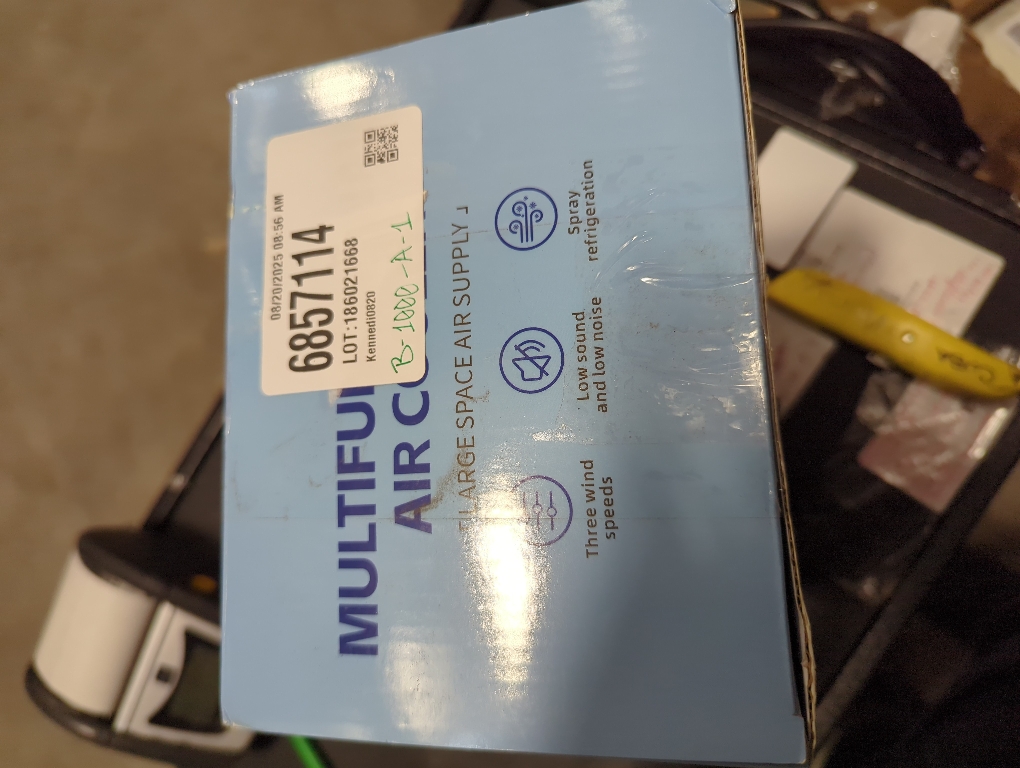 08/20/2025 08:56 AM
6857114
LOT:186021668
Kennedi0820
B-1000-A-1
MULTIFU
AIR CO
「LARGE SPACE AIR SUPPLY」
Three wind
speeds
Low sound
and low noise
Spray
refrigeration